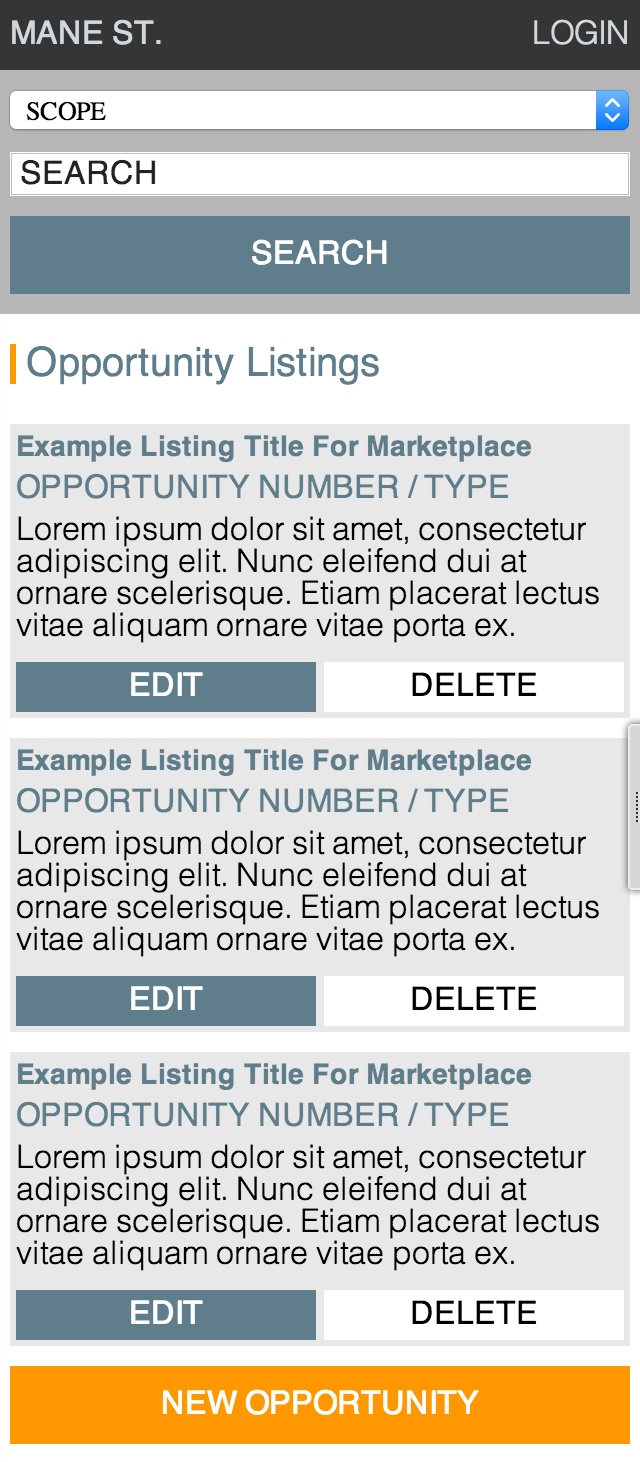 MANE ST. LOGIN
SCOPE
SEARCH
SEARCH
Opportunity Listings
Example Listing Title For Marketplace
OPPORTUNITY NUMBER / TYPE
Lorem ipsum dolor sit amet, consectetur
adipiscing elit. Nunc eleifend dui at
ornare scelerisque. Etiam placerat lectus
vitae aliquam ornare vitae porta ex.
EDIT DELETE
Example Listing Title For Marketplace
OPPORTUNITY NUMBER / TYPE
Lorem ipsum dolor sit amet, consectetur
adipiscing elit. Nunc eleifend dui at
ornare scelerisque. Etiam placerat lectus
vitae aliquam ornare vitae porta ex.
EDIT DELETE
Example Listing Title For Marketplace
OPPORTUNITY NUMBER / TYPE
Lorem ipsum dolor sit amet, consectetur
adipiscing elit. Nunc eleifend dui at
ornare scelerisque. Etiam placerat lectus
vitae aliquam ornare vitae porta ex.
EDIT DELETE
NEW OPPORTUNITY